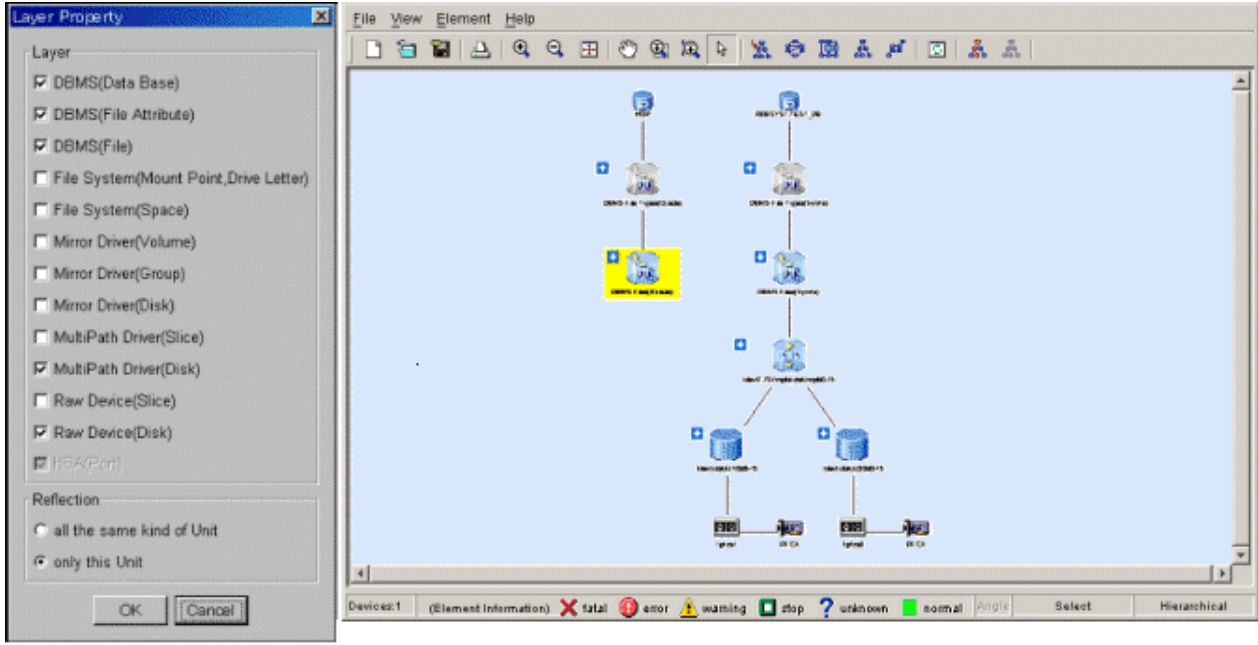 Layer Property
Layer
DBMS(Data Base)
DBMS(File Attribute)
DBMS(File)
File System(Mount Point,Drive Letter)
File System(Space)
Mirror Driver(Volume)
Mirror Driver(Group)
Mirror Driver(Disk)
MultiPath Driver(Slice)
MultiPath Driver(Disk)
Raw Device(Slice)
Raw Device(Disk)
HBA(Port)
Reflection
all the same kind of Unit
only this Unit
OK Cancel
File View Element Help
Devices:1 (Element Information) fatal error warning stop unknown normal Angle Select Hierarchical